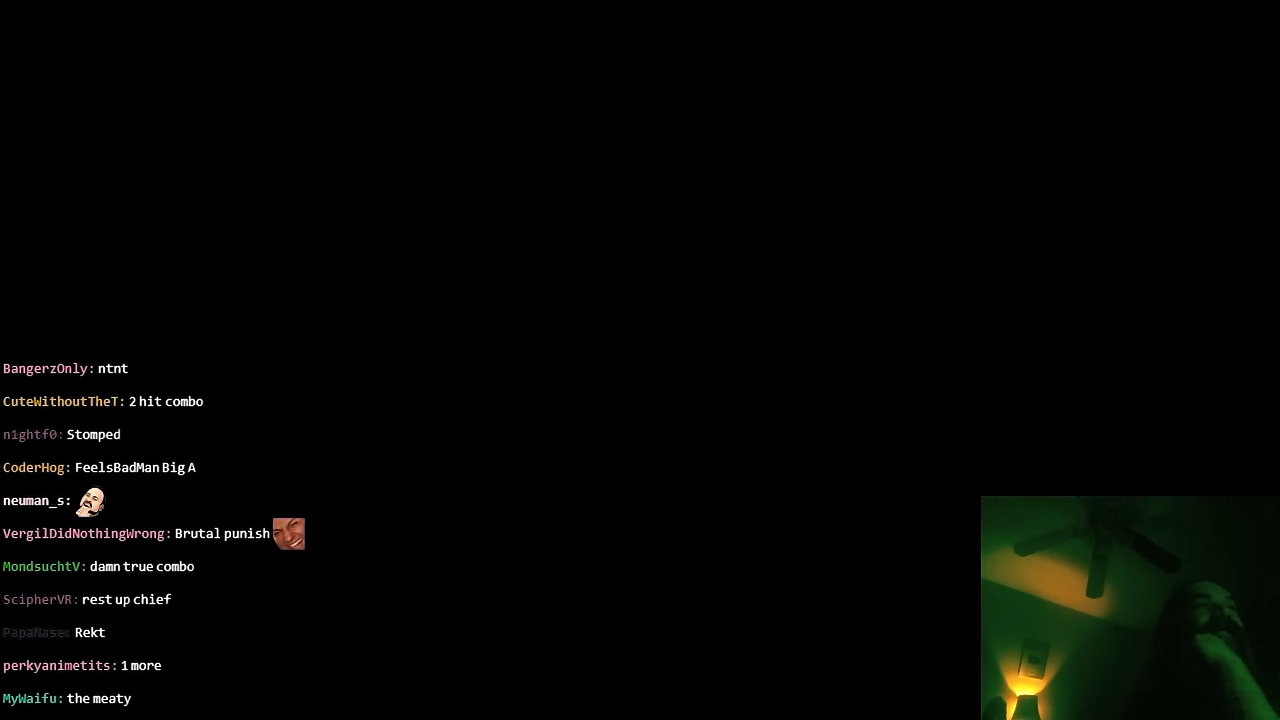 BangerzOnly: ntnt
CuteWithoutTheT: 2 hit combo
n1ghtf0: Stomped
CoderHog: FeelsBadMan Big A
neuman_s:
VergilDidNothingWrong: Brutal punish
MondsuchtV: damn true combo
ScipherVR: rest up chief
PapaNase: Rekt
perkyanimetits: 1 more
MyWaifu: the meaty